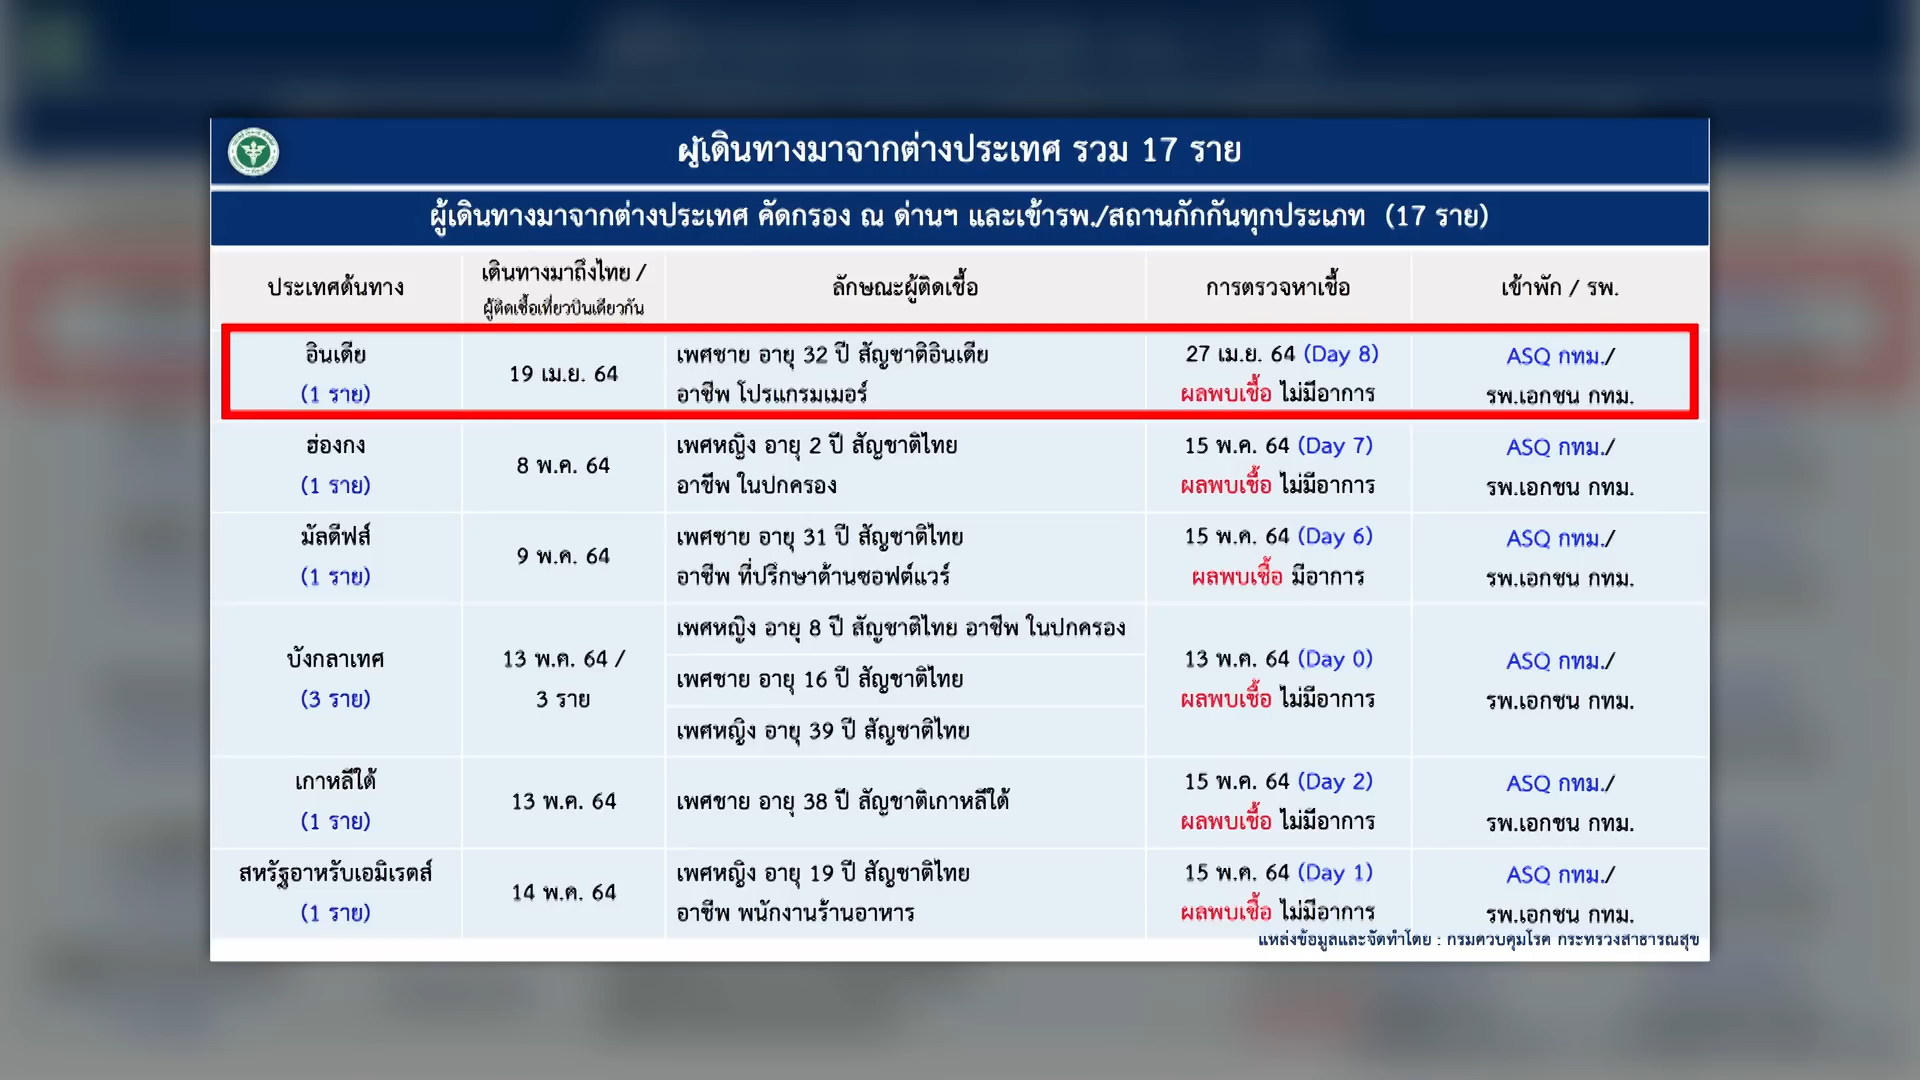 ผู้เดินทางมาจากต่างประเทศ รวม 17 ราย
ผู้เดินทางมาจากต่างประเทศ คัดกรอง ณ ด่านฯ และเข้ารพ./สถานกักกันทุกประเภท (17 ราย)
ประเทศต้นทาง
เดินทางมาถึงไทย /
ผู้ติดเชื้อเที่ยวบินเดียวกัน
ลักษณะผู้ติดเชื้อ
การตรวจหาเชื้อ
เข้าพัก / รพ.
อินเดีย
(1 ราย)
19 เม.ย. 64
เพศชาย อายุ 32 ปี สัญชาติอินเดีย
อาชีพ โปรแกรมเมอร์
27 เม.ย. 64 (Day 8)
ผลพบเชื้อ ไม่มีอาการ
ASQ กทม./
รพ.เอกชน กทม.
ฮ่องกง
(1 ราย)
8 พ.ค. 64
เพศหญิง อายุ 2 ปี สัญชาติไทย
อาชีพ ในปกครอง
15 พ.ค. 64 (Day 7)
ผลพบเชื้อ ไม่มีอาการ
ASQ กทม./
รพ.เอกชน กทม.
มัลดีฟส์
(1 ราย)
9 พ.ค. 64
เพศชาย อายุ 31 ปี สัญชาติไทย
อาชีพ ที่ปรึกษาด้านซอฟต์แวร์
15 พ.ค. 64 (Day 6)
ผลพบเชื้อ มีอาการ
ASQ กทม./
รพ.เอกชน กทม.
บังกลาเทศ
(3 ราย)
13 พ.ค. 64 /
3 ราย
เพศหญิง อายุ 8 ปี สัญชาติไทย อาชีพ ในปกครอง
เพศชาย อายุ 16 ปี สัญชาติไทย
เพศหญิง อายุ 39 ปี สัญชาติไทย
13 พ.ค. 64 (Day 0)
ผลพบเชื้อ ไม่มีอาการ
ASQ กทม./
รพ.เอกชน กทม.
เกาหลีใต้
(1 ราย)
13 พ.ค. 64
เพศชาย อายุ 38 ปี สัญชาติเกาหลีใต้
15 พ.ค. 64 (Day 2)
ผลพบเชื้อ ไม่มีอาการ
ASQ กทม./
รพ.เอกชน กทม.
สหรัฐอาหรับเอมิเรตส์
(1 ราย)
14 พ.ค. 64
เพศหญิง อายุ 19 ปี สัญชาติไทย
อาชีพ พนักงานร้านอาหาร
15 พ.ค. 64 (Day 1)
ผลพบเชื้อ ไม่มีอาการ
ASQ กทม./
รพ.เอกชน กทม.
แหล่งข้อมูลและจัดทำโดย : กรมควบคุมโรค กระทรวงสาธารณสุข